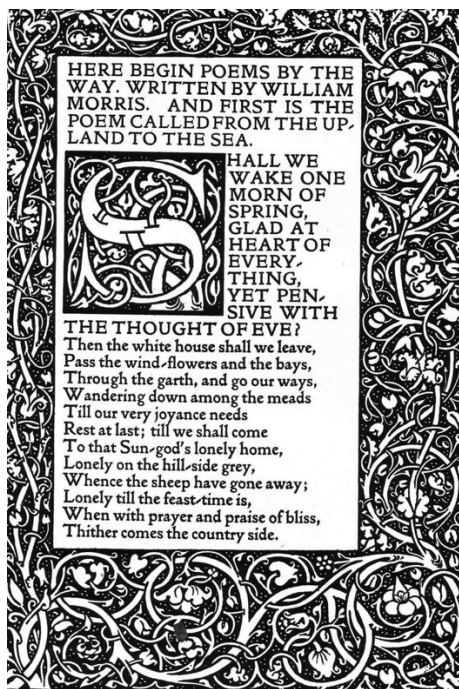 HERE BEGIN POEMS BY THE
WAY. WRITTEN BY WILLIAM
MORRIS. AND FIRST IS THE
POEM CALLED FROM THE UP-
LAND TO THE SEA.
SHALL WE
WAKE ONE
MORN OF
SPRING,
GLAD AT
HEART OF
EVERY-
THING,
YET PEN-
SIVE WITH
THE THOUGHT OF EVE?
Then the white house shall we leave,
Pass the wind-flowers and the bays,
Through the garth, and go our ways,
Wandering down among the meads
Till our very joyance needs
Rest at last; till we shall come
To that Sun-god's lonely home,
Lonely on the hill-side grey,
Whence the sheep have gone away;
Lonely till the feast-time is,
When with prayer and praise of bliss,
Thither comes the country side.